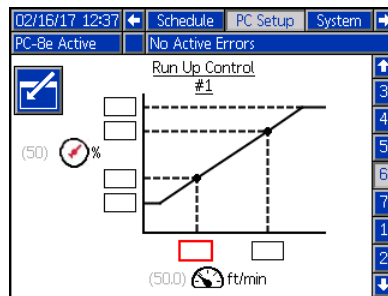 02/16/17 12:37 Schedule PC Setup System
PC-8e Active No Active Errors
Run Up Control
#1
3
4
5
6
7
1
2
(50) %
(50.0) ft/min